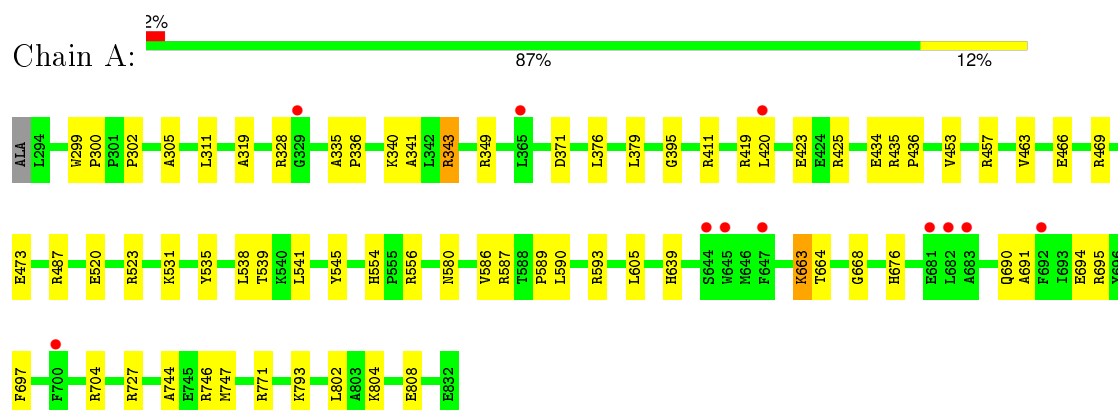 2%
Chain A:
87% 12%
ALA L294 W299 P300 P301 P302 A305 L311 A319 R328 G329 A335 P336 K340 A341 L342 R343 R349 L365 D371 L376 L379 G395 R411 R419 L420 E423 E424 R425 E434 R435 P436 V453 R457 V463 E466 R469
E473 R487 E520 R523 K531 Y535 L538 T539 K540 L541 Y545 H554 P555 R556 N580 V586 R587 T588 P589 L590 R593 L605 H639 S644 W645 M646 F647 K663 T664 G668 H676 E681 L682 A683 Q690 A691 F692 I693 E694 R695
F697 F700 R704 R727 A744 E745 R746 M747 R771 K793 L802 A803 K804 E808 E832